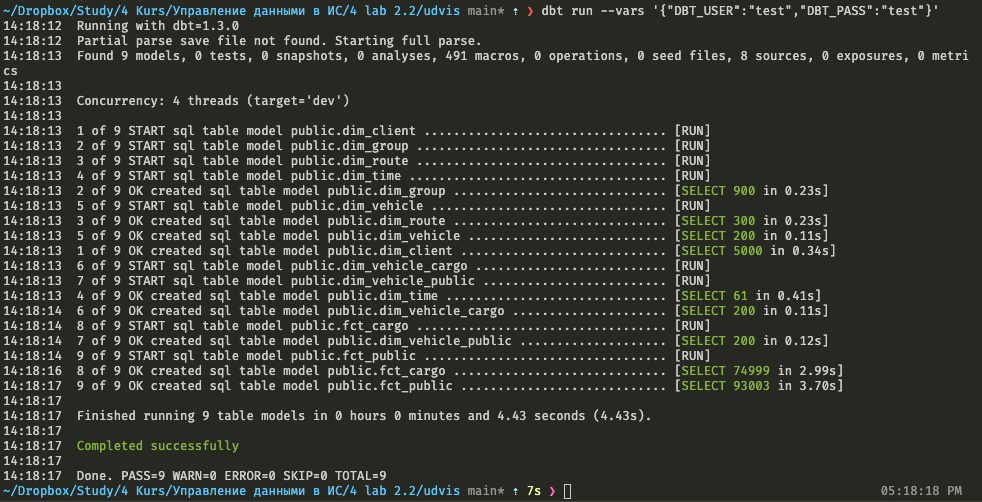 ~/Dropbox/Study/4 Kurs/Управление данными в ИС/4 lab 2.2/udvis main* ↑ ❯ dbt run --vars '{"DBT_USER":"test","DBT_PASS":"test"}'
14:18:12  Running with dbt=1.3.0
14:18:12  Partial parse save file not found. Starting full parse.
14:18:13  Found 9 models, 0 tests, 0 snapshots, 0 analyses, 491 macros, 0 operations, 0 seed files, 8 sources, 0 exposures, 0 metri
cs
14:18:13
14:18:13  Concurrency: 4 threads (target='dev')
14:18:13
14:18:13  1 of 9 START sql table model public.dim_client ................................. [RUN]
14:18:13  2 of 9 START sql table model public.dim_group .................................. [RUN]
14:18:13  3 of 9 START sql table model public.dim_route .................................. [RUN]
14:18:13  4 of 9 START sql table model public.dim_time ................................... [RUN]
14:18:13  2 of 9 OK created sql table model public.dim_group ............................. [SELECT 900 in 0.23s]
14:18:13  5 of 9 START sql table model public.dim_vehicle ................................ [RUN]
14:18:13  3 of 9 OK created sql table model public.dim_route ............................. [SELECT 300 in 0.23s]
14:18:13  5 of 9 OK created sql table model public.dim_vehicle ........................... [SELECT 200 in 0.11s]
14:18:13  1 of 9 OK created sql table model public.dim_client ............................ [SELECT 5000 in 0.34s]
14:18:13  6 of 9 START sql table model public.dim_vehicle_cargo .......................... [RUN]
14:18:13  7 of 9 START sql table model public.dim_vehicle_public ......................... [RUN]
14:18:13  4 of 9 OK created sql table model public.dim_time .............................. [SELECT 61 in 0.41s]
14:18:14  6 of 9 OK created sql table model public.dim_vehicle_cargo ..................... [SELECT 200 in 0.11s]
14:18:14  8 of 9 START sql table model public.fct_cargo .................................. [RUN]
14:18:14  7 of 9 OK created sql table model public.dim_vehicle_public .................... [SELECT 200 in 0.12s]
14:18:14  9 of 9 START sql table model public.fct_public ................................. [RUN]
14:18:16  8 of 9 OK created sql table model public.fct_cargo ............................. [SELECT 74999 in 2.99s]
14:18:17  9 of 9 OK created sql table model public.fct_public ............................ [SELECT 93003 in 3.70s]
14:18:17
14:18:17  Finished running 9 table models in 0 hours 0 minutes and 4.43 seconds (4.43s).
14:18:17
14:18:17  Completed successfully
14:18:17
14:18:17  Done. PASS=9 WARN=0 ERROR=0 SKIP=0 TOTAL=9
~/Dropbox/Study/4 Kurs/Управление данными в ИС/4 lab 2.2/udvis main* ↑ 7s ❯ 05:18:18 PM